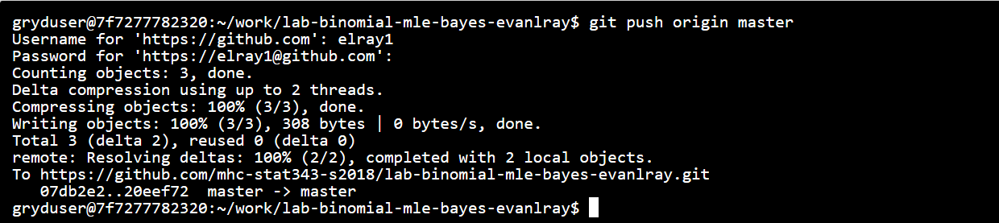 gryduser@7f7277782320:~/work/lab-binomial-mle-bayes-evanlray$ git push origin master
Username for 'https://github.com': elray1
Password for 'https://elray1@github.com':
Counting objects: 3, done.
Delta compression using up to 2 threads.
Compressing objects: 100% (3/3), done.
Writing objects: 100% (3/3), 308 bytes | 0 bytes/s, done.
Total 3 (delta 2), reused 0 (delta 0)
remote: Resolving deltas: 100% (2/2), completed with 2 local objects.
To https://github.com/mhc-stat343-s2018/lab-binomial-mle-bayes-evanlray.git
   07db2e2..20eef72  master -> master
gryduser@7f7277782320:~/work/lab-binomial-mle-bayes-evanlray$